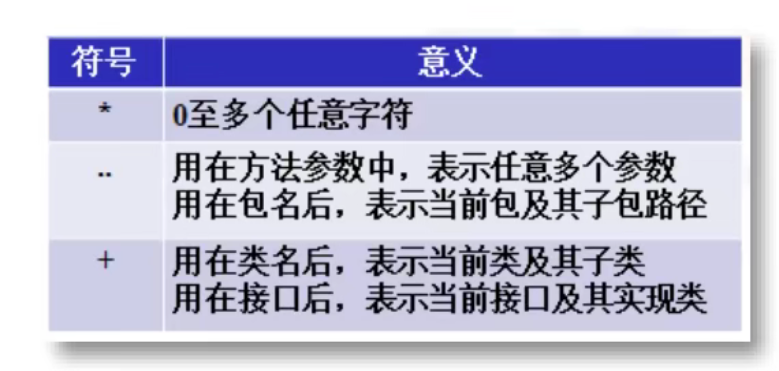 符号 意义
* 0至多个任意字符
.. 用在方法参数中，表示任意多个参数
用在包名后，表示当前包及其子包路径
+ 用在类名后，表示当前类及其子类
用在接口后，表示当前接口及其实现类